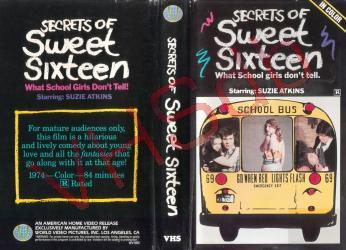 SECRETS OF
Sweet
Sixteen
What School Girls Don't Tell!
Starring: SUZIE ATKINS
For mature audiences only,
this film is a hilarious
and lively comedy about young
love and all the fantasies that
go along with it at that age!
1974—Color—84 minutes
R Rated
AN AMERICAN HOME VIDEO RELEASE
EXCLUSIVELY MANUFACTURED BY
WORLD VIDEO PICTURES, INC. LOS ANGELES, CA
SECRETS OF Sweet Sixteen
VHS
IN COLOR
SECRETS OF
Sweet
Sixteen
What School girls don't tell.
Starring: SUZIE ATKINS
R
SCHOOL BUS
69
GO WHEN RED LIGHTS FLASH
69
EMERGENCY EXIT